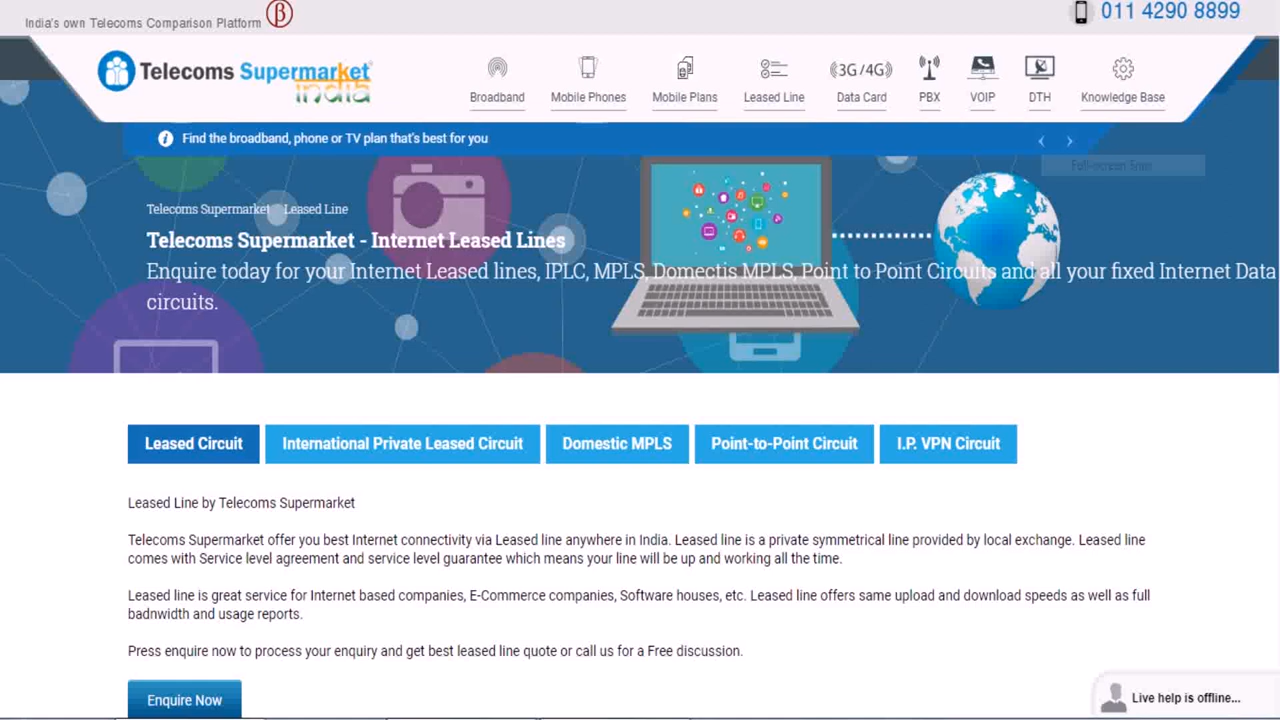 India's own Telecoms Comparison Platform β
011 4290 8899
Telecoms Supermarket
India
Broadband
Mobile Phones
Mobile Plans
Leased Line
3G/4G
Data Card
PBX
VOIP
DTH
Knowledge Base
Find the broadband, phone or TV plan that's best for you
Full-screen Snip
Telecoms Supermarket Leased Line
Telecoms Supermarket - Internet Leased Lines
Enquire today for your Internet Leased lines, IPLC, MPLS, Domectis MPLS, Point to Point Circuits and all your fixed Internet Data
circuits.
Leased Circuit
International Private Leased Circuit
Domestic MPLS
Point-to-Point Circuit
I.P. VPN Circuit
Leased Line by Telecoms Supermarket
Telecoms Supermarket offer you best Internet connectivity via Leased line anywhere in India. Leased line is a private symmetrical line provided by local exchange. Leased line
comes with Service level agreement and service level guarantee which means your line will be up and working all the time.
Leased line is great service for Internet based companies, E-Commerce companies, Software houses, etc. Leased line offers same upload and download speeds as well as full
badnwidth and usage reports.
Press enquire now to process your enquiry and get best leased line quote or call us for a Free discussion.
Enquire Now
Live help is offline...